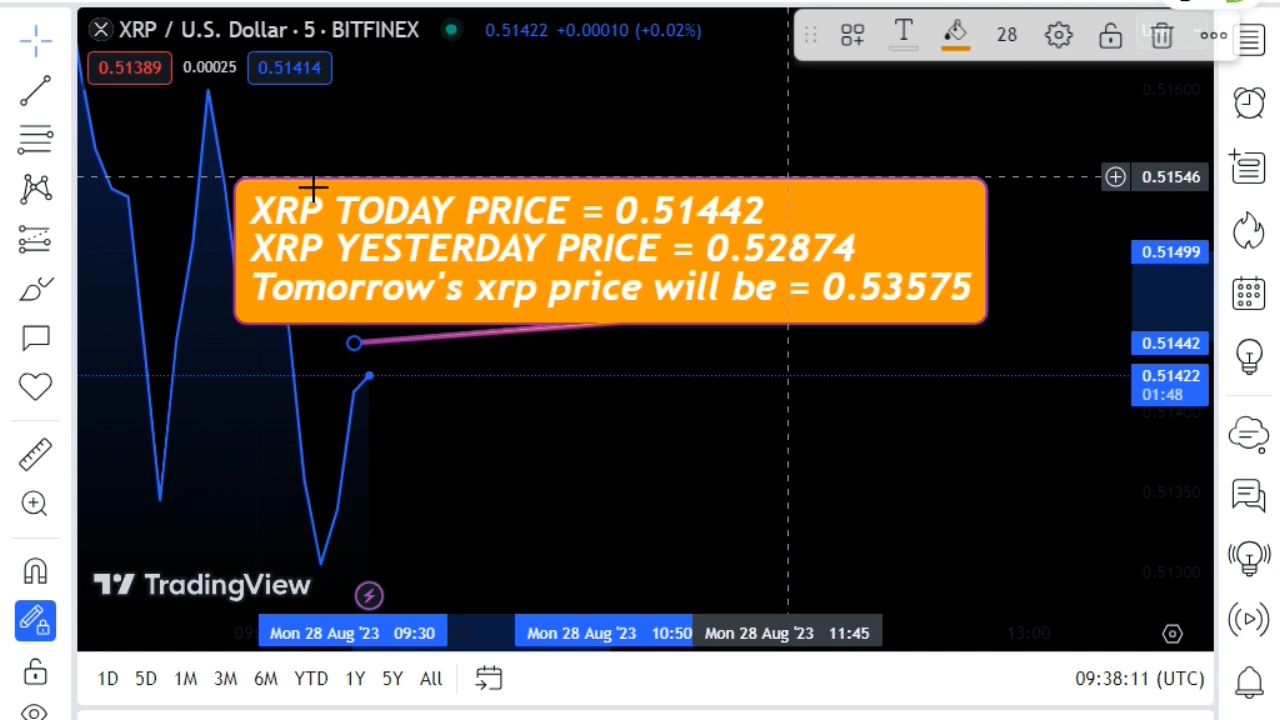 XRP / U.S. Dollar · 5 · BITFINEX 0.51422 +0.00010 (+0.02%)
T 28
0.51389 0.00025 0.51414
0.51600
0.51546
XRP TODAY PRICE = 0.51442
XRP YESTERDAY PRICE = 0.52874
Tomorrow's xrp price will be = 0.53575
0.51499
0.51442
0.51422
01:48
0.51400
0.51350
0.51300
TradingView
Mon 28 Aug '23 09:30 Mon 28 Aug '23 10:50 Mon 28 Aug '23 11:45 13:00
1D 5D 1M 3M 6M YTD 1Y 5Y All 09:38:11 (UTC)